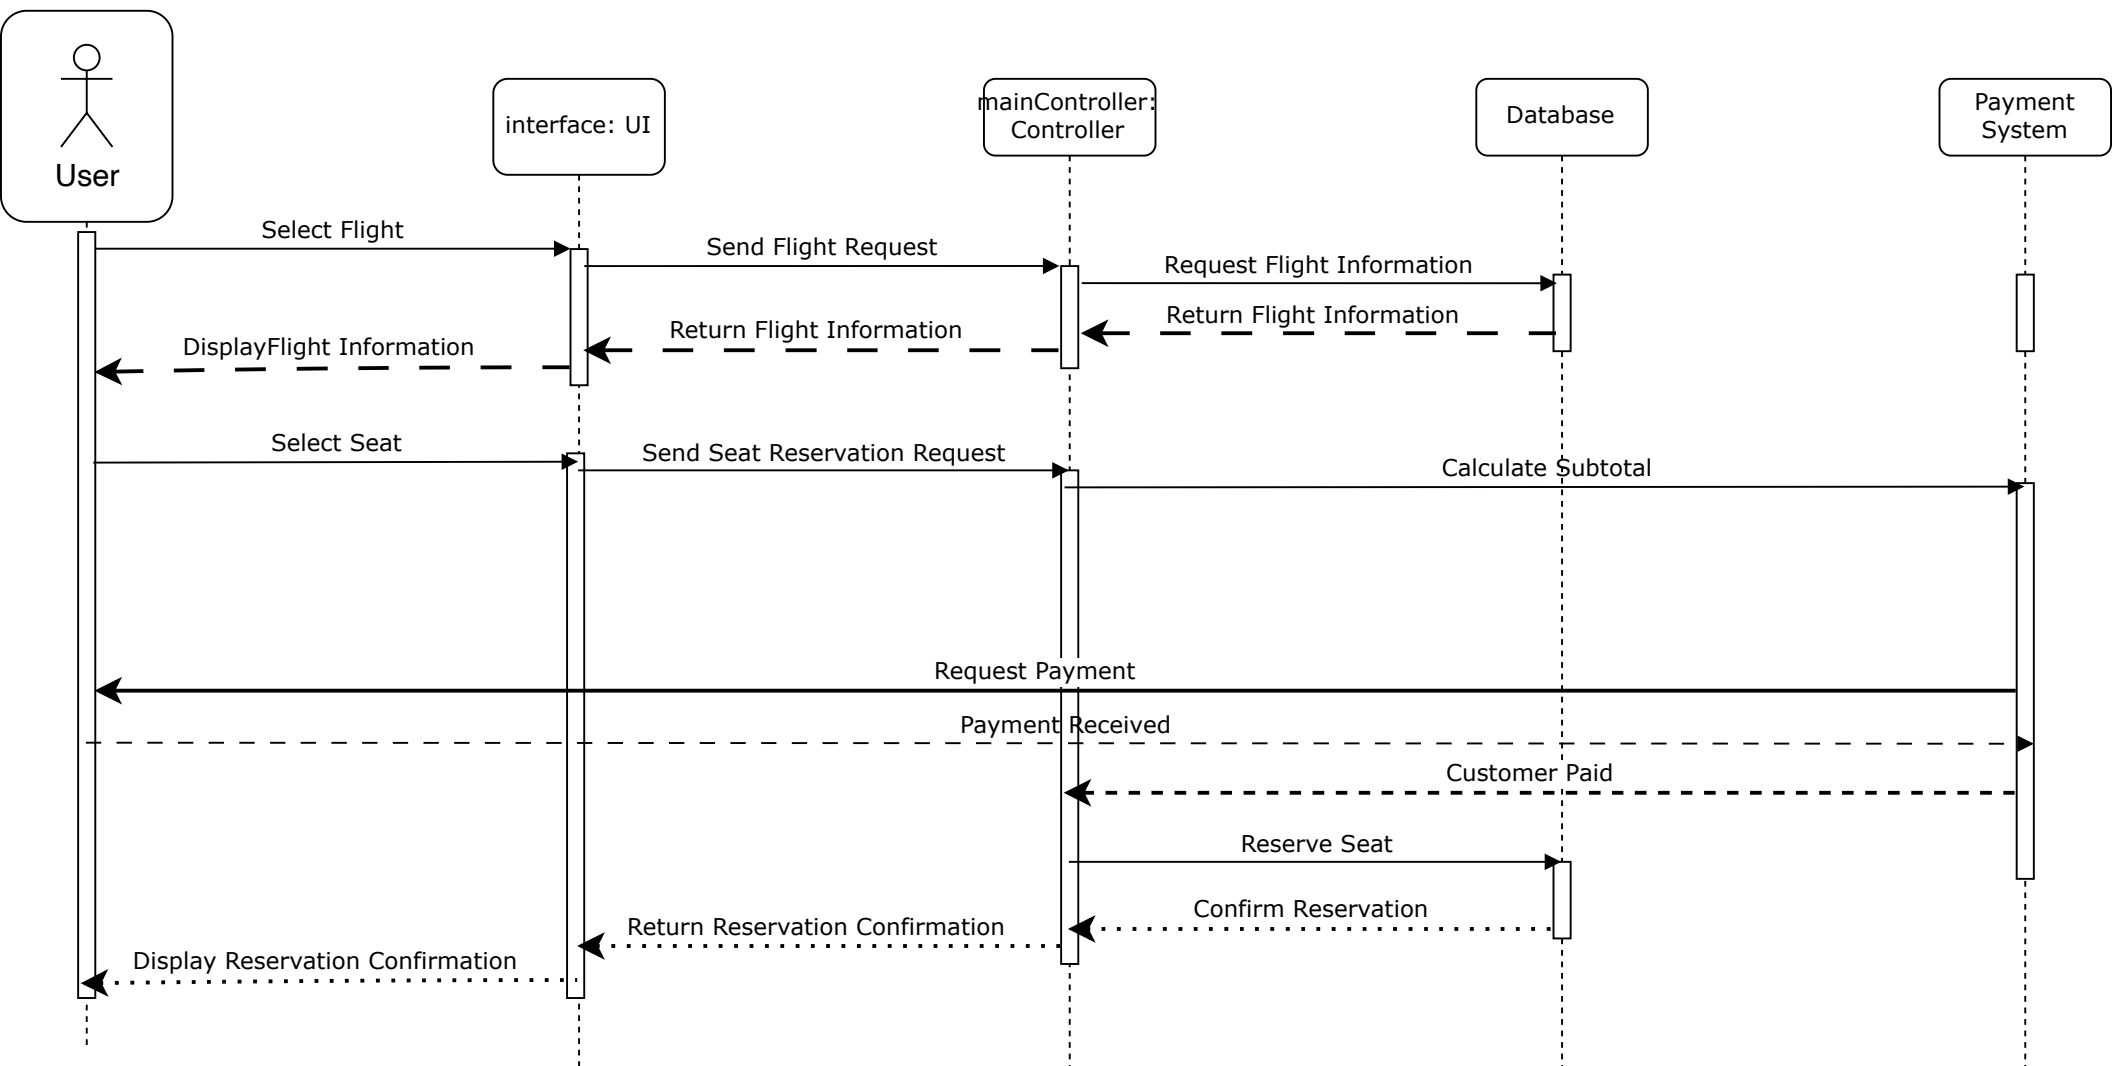 User
interface: UI
mainController:
Controller
Database
Payment
System
Select Flight
Send Flight Request
Request Flight Information
Return Flight Information
Return Flight Information
DisplayFlight Information
Select Seat
Send Seat Reservation Request
Calculate Subtotal
Request Payment
Payment Received
Customer Paid
Reserve Seat
Confirm Reservation
Return Reservation Confirmation
Display Reservation Confirmation